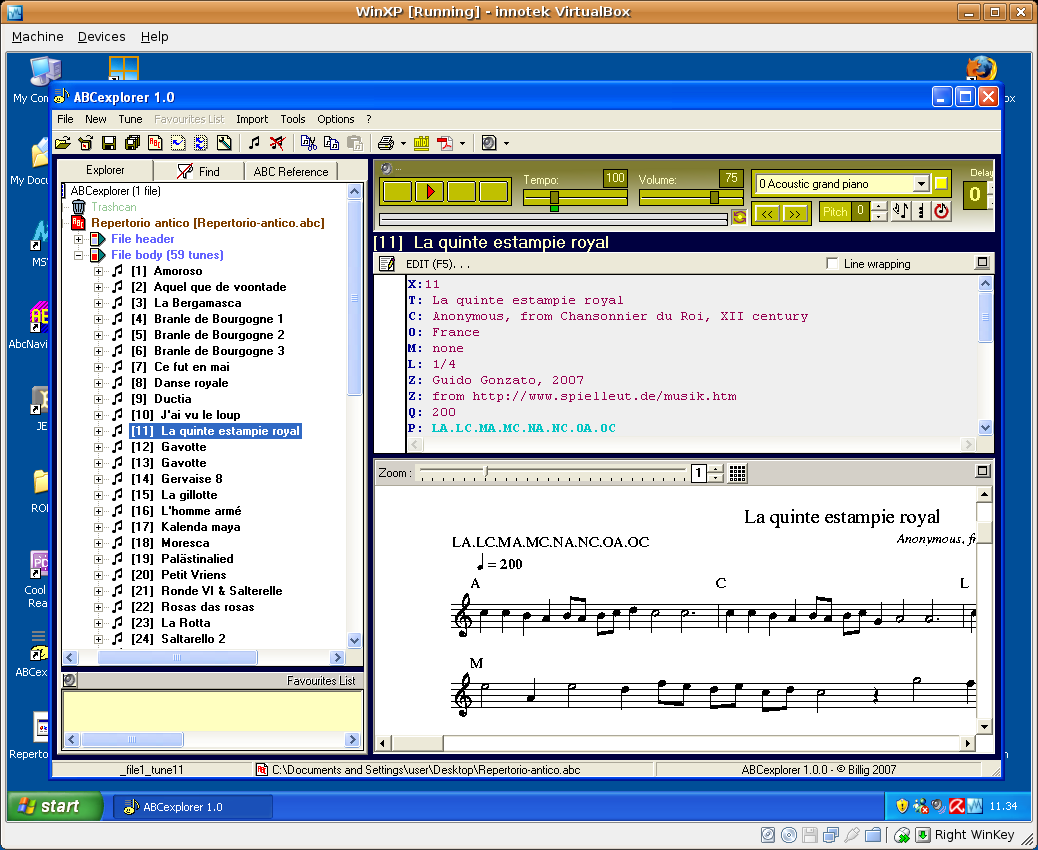 WinXP [Running] - innotek VirtualBox
Machine Devices Help
My Con
My Docu
MS
AbcNavi
JE
ROI
Cool
Rea
ABCex
Reperto
ox
ABCexplorer 1.0
File New Tune Favourites List Import Tools Options ?
Explorer Find ABC Reference
ABCexplorer (1 file)
Trashcan
Repertorio antico [Repertorio-antico.abc]
File header
File body (59 tunes)
[1] Amoroso
[2] Aquel que de voontade
[3] La Bergamasca
[4] Branle de Bourgogne 1
[5] Branle de Bourgogne 2
[6] Branle de Bourgogne 3
[7] Ce fut en mai
[8] Danse royale
[9] Ductia
[10] J'ai vu le loup
[11] La quinte estampie royal
[12] Gavotte
[13] Gavotte
[14] Gervaise 8
[15] La gillotte
[16] L'homme armé
[17] Kalenda maya
[18] Moresca
[19] Palästinalied
[20] Petit Vriens
[21] Ronde VI & Salterelle
[22] Rosas das rosas
[23] La Rotta
[24] Saltarello 2
Favourites List
Tempo: 100 Volume: 75
0 Acoustic grand piano
Delay
0
<< >> Pitch 0
[11] La quinte estampie royal
EDIT (F5). . . Line wrapping
X:11
T: La quinte estampie royal
C: Anonymous, from Chansonnier du Roi, XII century
O: France
M: none
L: 1/4
Z: Guido Gonzato, 2007
Z: from http://www.spielleut.de/musik.htm
Q: 200
P: LA.LC.MA.MC.NA.NC.OA.OC
Zoom : 1
La quinte estampie royal
LA.LC.MA.MC.NA.NC.OA.OC
Anonymous, fr
= 200
A C L
M
_file1_tune11 C:\Documents and Settings\user\Desktop\Repertorio-antico.abc ABCexplorer 1.0.0 - © Billig 2007
start ABCexplorer 1.0 11.34
Right WinKey